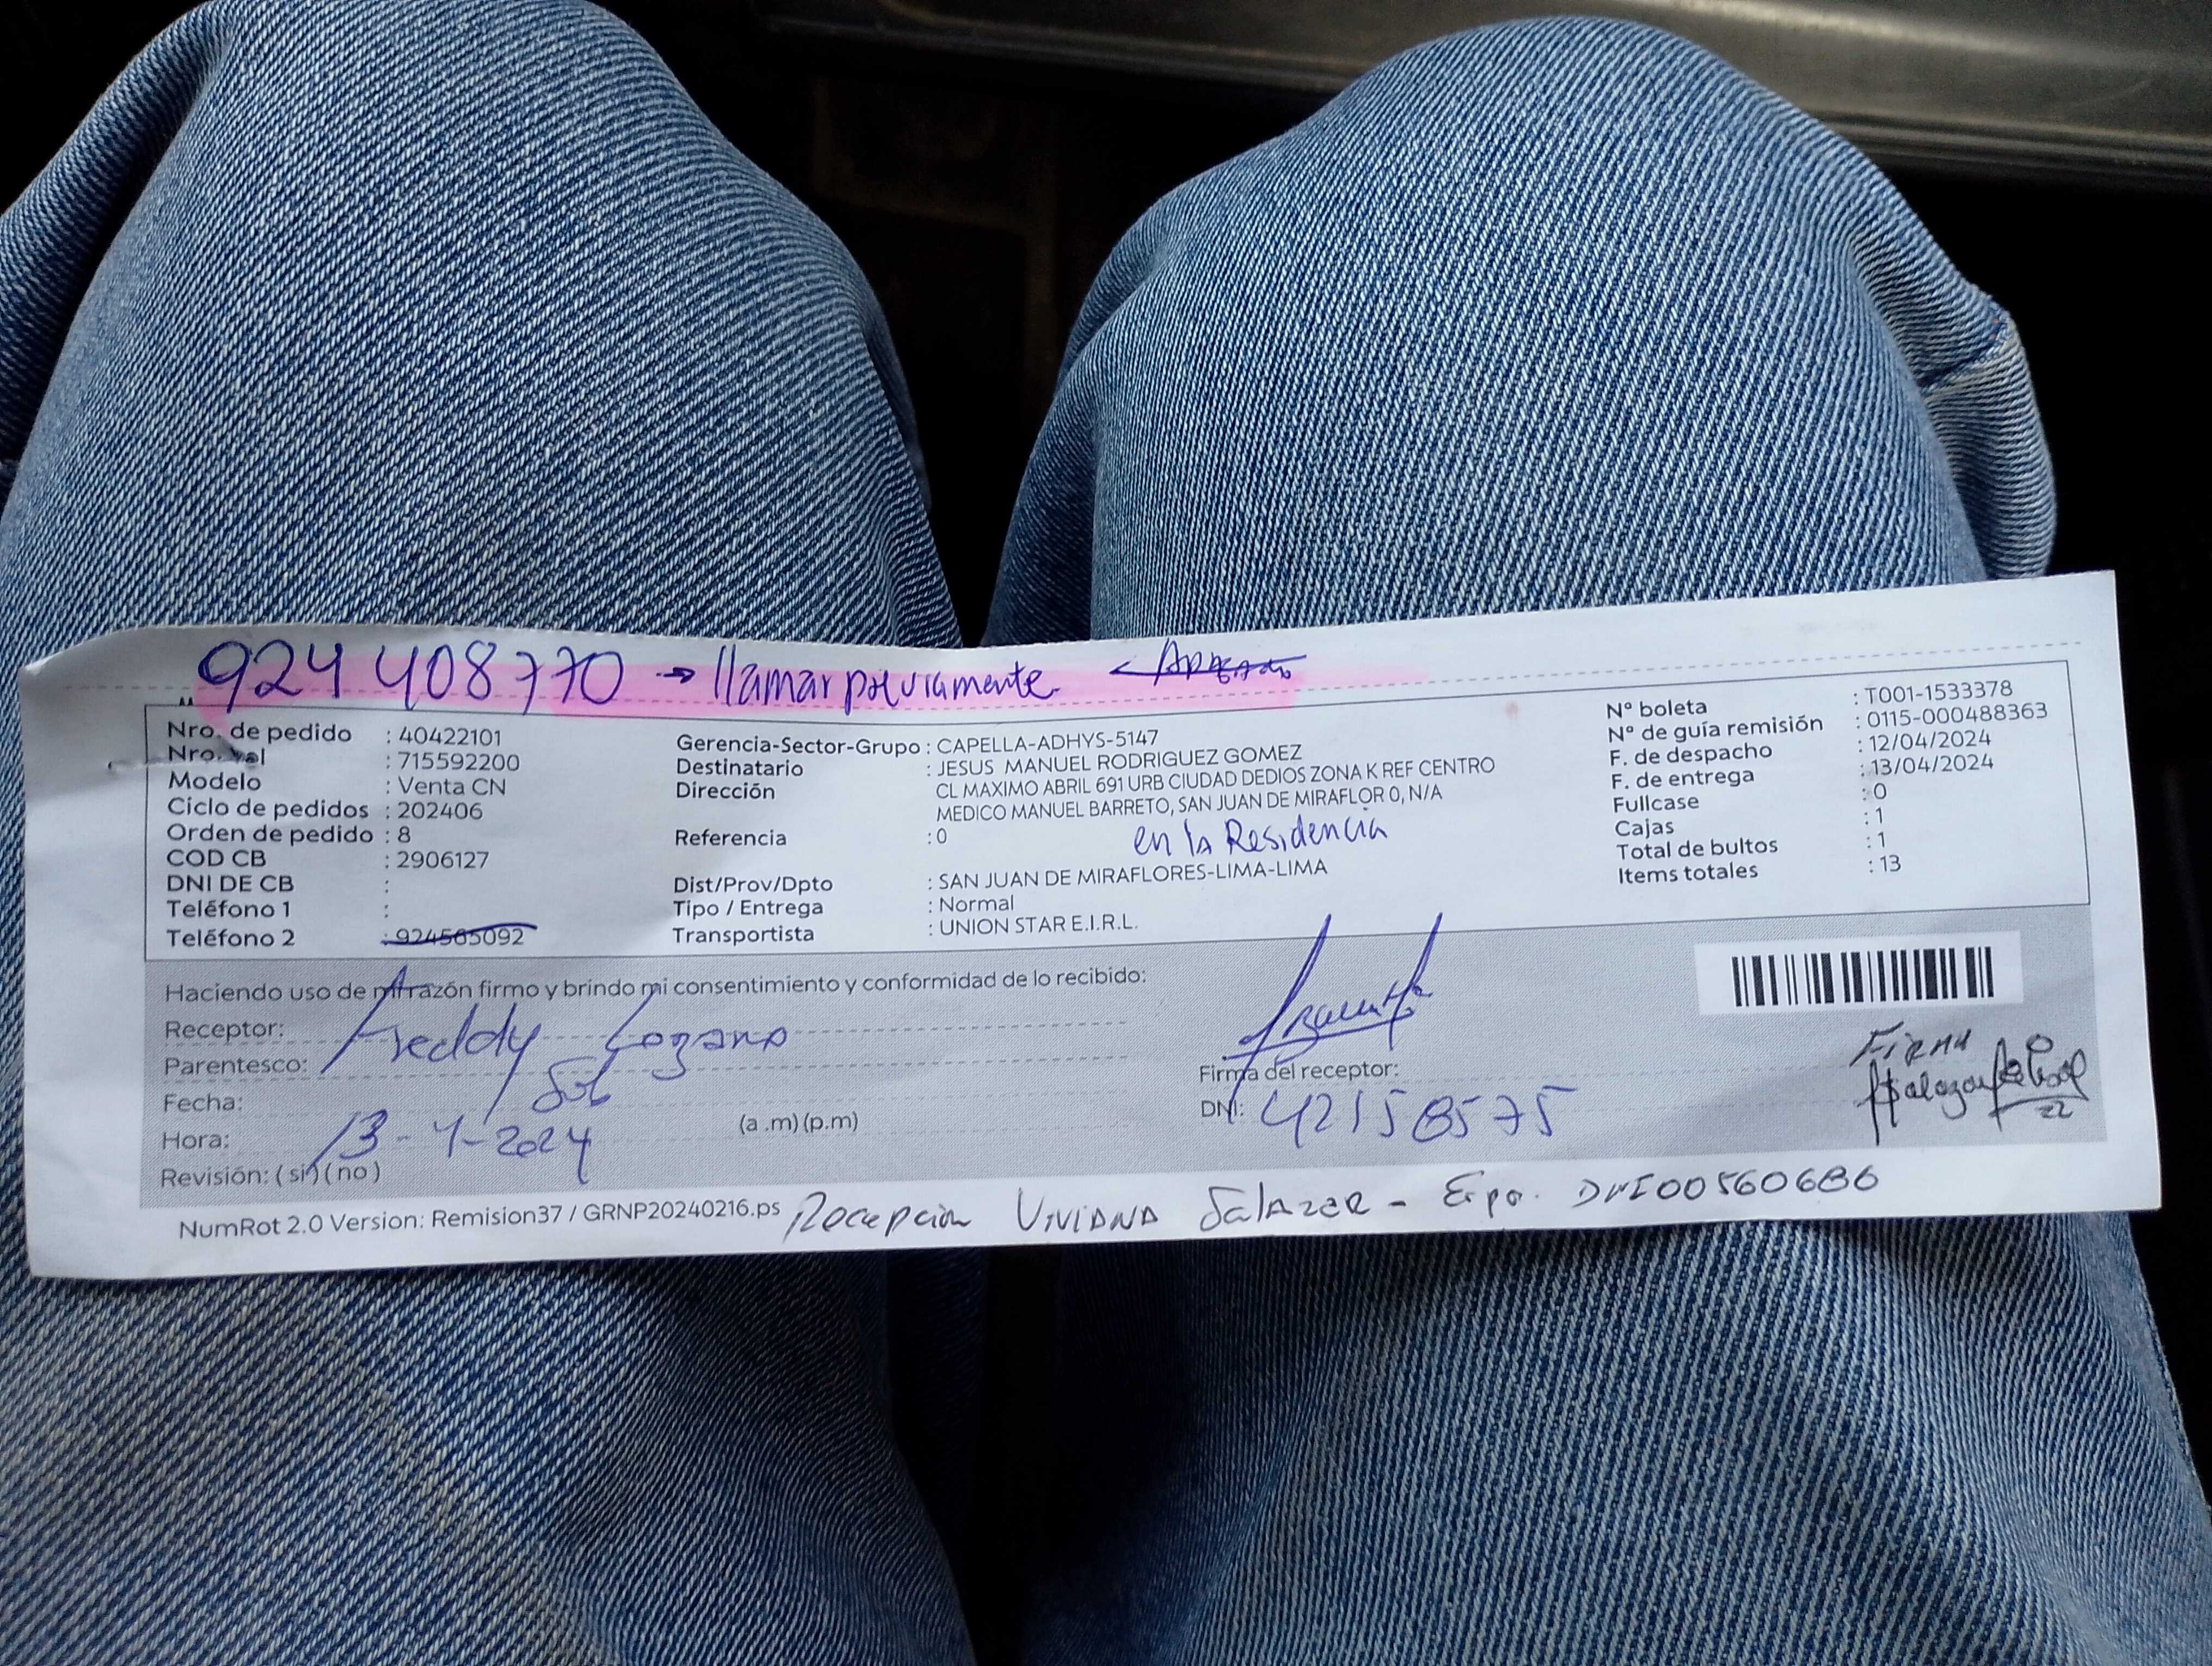 924 408770 → llamar previamente
Nro. de pedido : 40422101
Nro. : 715592200
Modelo : Venta CN
Ciclo de pedidos : 202406
Orden de pedido : 8
COD CB : 2906127
DNI DE CB :
Teléfono 1 :
Teléfono 2 : 924565092
Gerencia-Sector-Grupo : CAPELLA-ADHYS-5147
Destinatario : JESUS MANUEL RODRIGUEZ GOMEZ
Dirección CL MAXIMO ABRIL 691 URB CIUDAD DEDIOS ZONA K REF CENTRO
MEDICO MANUEL BARRETO, SAN JUAN DE MIRAFLOR 0, N/A
Referencia : 0
en la Residencia
Dist/Prov/Dpto : SAN JUAN DE MIRAFLORES-LIMA-LIMA
Tipo / Entrega : Normal
Transportista : UNION STAR E.I.R.L.
N° boleta : T001-1533378
N° de guía remisión : 0115-000488363
F. de despacho : 12/04/2024
F. de entrega : 13/04/2024
Fullcase : 0
Cajas : 1
Total de bultos : 1
Items totales : 13
Haciendo uso de mi razón firmo y brindo mi consentimiento y conformidad de lo recibido:
Receptor: Freddy Lozano
Parentesco:
Fecha:
Hora: 13-4-2024 (a .m) (p.m)
Revisión: ( si ) ( no )
Firma del receptor:
DNI: 42158575
Firma
NumRot 2.0 Version: Remision37 / GRNP20240216.ps
Recepcion Viviana Salazar - DNI 00560686